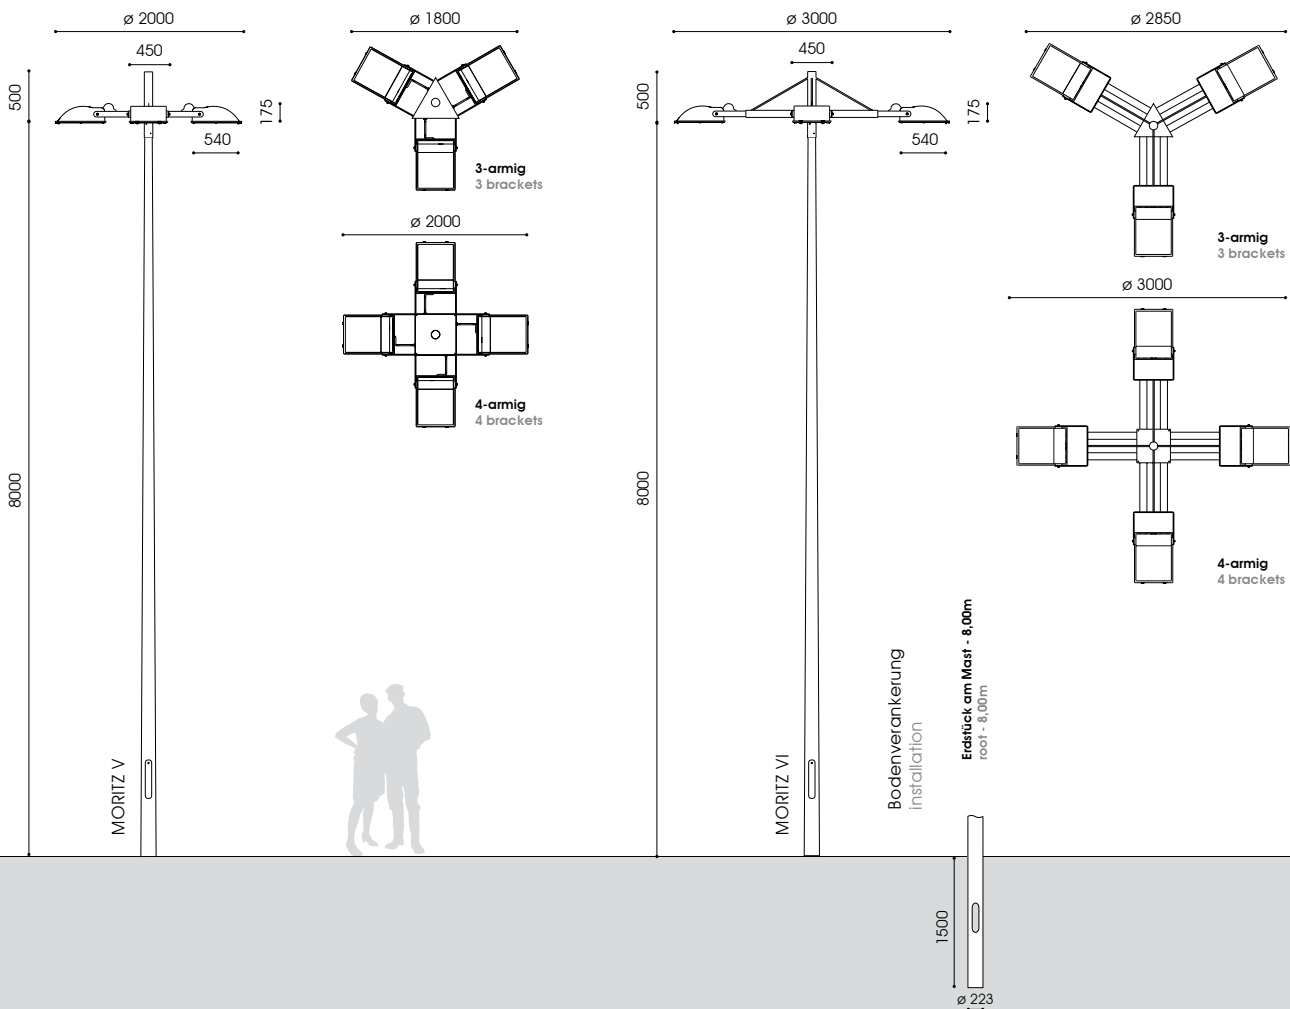 ø 2000
450
500
175
540
8000
MORITZ V
ø 1800
3-armig
3 brackets
ø 2000
4-armig
4 brackets
ø 3000
450
500
175
540
8000
MORITZ VI
ø 2850
3-armig
3 brackets
ø 3000
4-armig
4 brackets
Bodenverankerung
installation
Erdstück am Mast - 8,00m
root - 8,00m
1500
ø 223